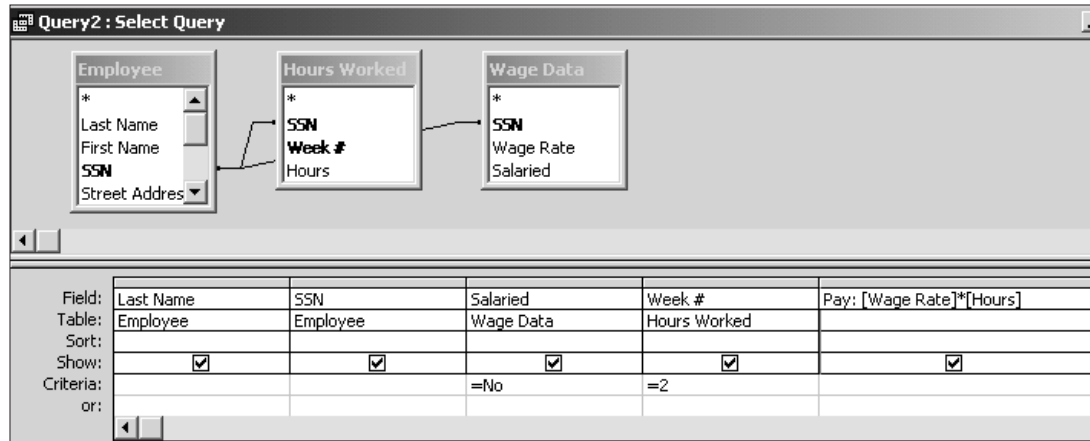 Query2 : Select Query
Employee
*
Last Name
First Name
SSN
Street Addres
Hours Worked
*
SSN
Week #
Hours
Wage Data
*
SSN
Wage Rate
Salaried
Field: Last Name SSN Salaried Week # Pay: [Wage Rate]*[Hours]
Table: Employee Employee Wage Data Hours Worked
Sort:
Show:
Criteria: =No =2
or: